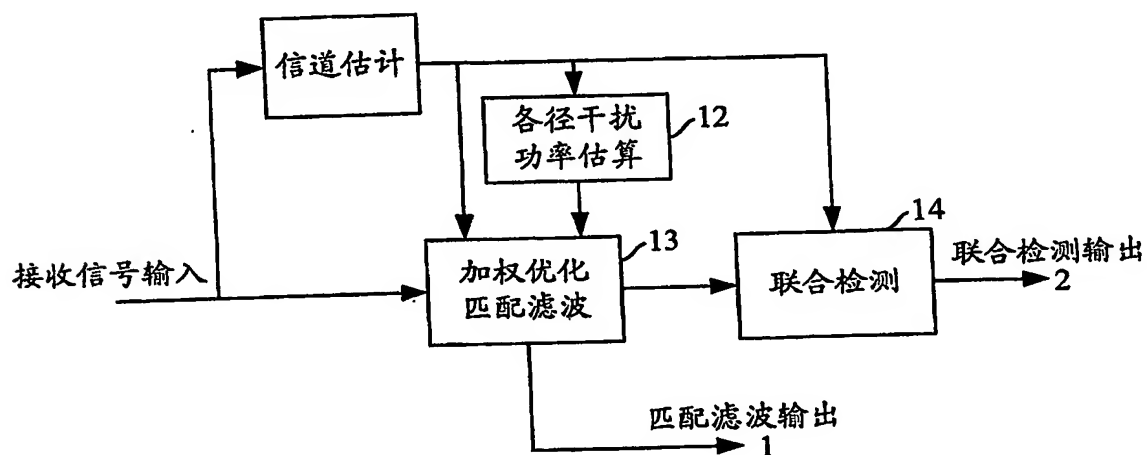 信道估计
各径干扰
功率估算
12
加权优化
匹配滤波
13
联合检测
14
接收信号输入
联合检测输出
2
匹配滤波输出
1